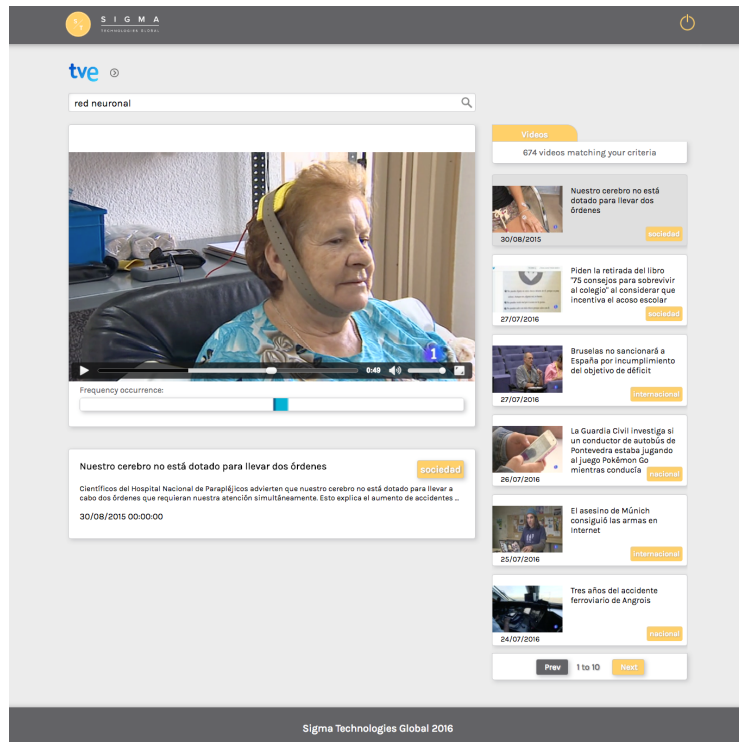 SIGMA
TECHNOLOGIES GLOBAL
tve
red neuronal
1
0:49
Frequency occurrence:
Nuestro cerebro no está dotado para llevar dos órdenes
sociedad
Científicos del Hospital Nacional de Parapléjicos advierten que nuestro cerebro no está dotado para llevar a
cabo dos órdenes que requieran nuestra atención simultáneamente. Esto explica el aumento de accidentes ...
30/08/2015 00:00:00
Videos
674 videos matching your criteria
Nuestro cerebro no está
dotado para llevar dos
órdenes
30/08/2015
sociedad
Piden la retirada del libro
"75 consejos para sobrevivir
al colegio" al considerar que
incentiva el acoso escolar
27/07/2016
sociedad
Bruselas no sancionará a
España por incumplimiento
del objetivo de déficit
27/07/2016
internacional
La Guardia Civil investiga si
un conductor de autobús de
Pontevedra estaba jugando
al juego Pokémon Go
mientras conducía
26/07/2016
nacional
El asesino de Múnich
consiguió las armas en
Internet
25/07/2016
internacional
Tres años del accidente
ferroviario de Angrois
24/07/2016
nacional
Prev 1 to 10 Next
Sigma Technologies Global 2016